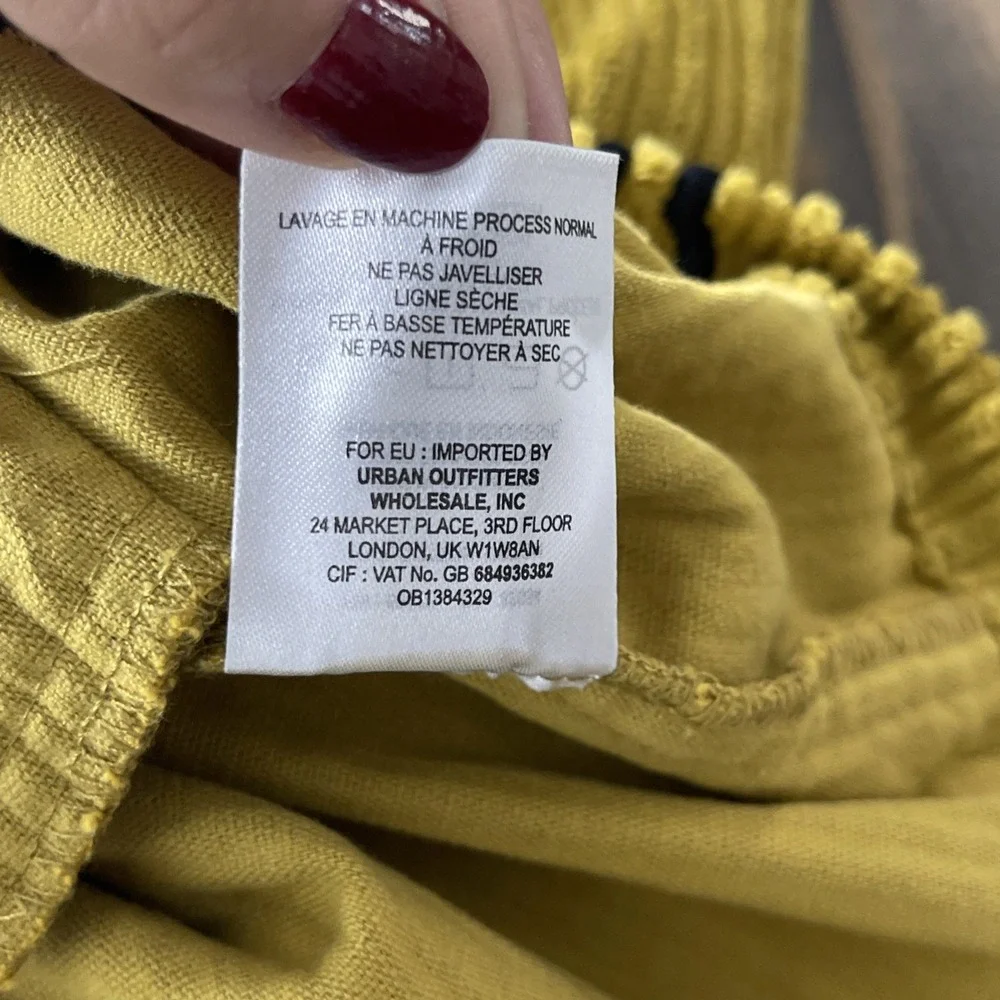 LAVAGE EN MACHINE PROCESS NORMAL
À FROID
NE PAS JAVELLISER
LIGNE SÈCHE
FER À BASSE TEMPÉRATURE
NE PAS NETTOYER À SEC
FOR EU : IMPORTED BY
URBAN OUTFITTERS
WHOLESALE, INC
24 MARKET PLACE, 3RD FLOOR
LONDON, UK W1W8AN
CIF : VAT No. GB 684936382
OB1384329